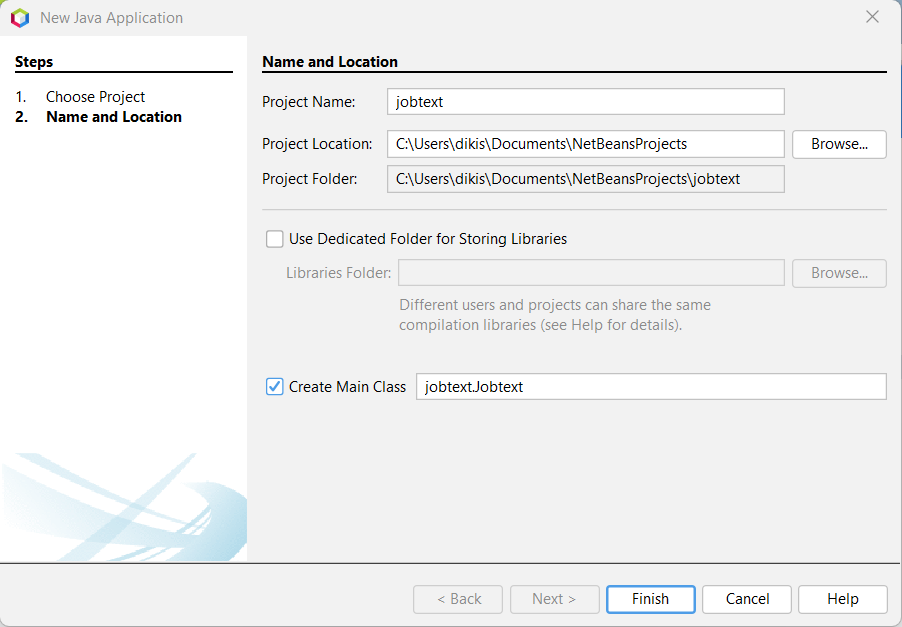 New Java Application
Steps
1. Choose Project
2. Name and Location
Name and Location
Project Name: jobtext
Project Location: C:\Users\dikis\Documents\NetBeansProjects Browse...
Project Folder: C:\Users\dikis\Documents\NetBeansProjects\jobtext
Use Dedicated Folder for Storing Libraries
Libraries Folder: Browse...
Different users and projects can share the same
compilation libraries (see Help for details).
Create Main Class jobtext.Jobtext
< Back Next > Finish Cancel Help